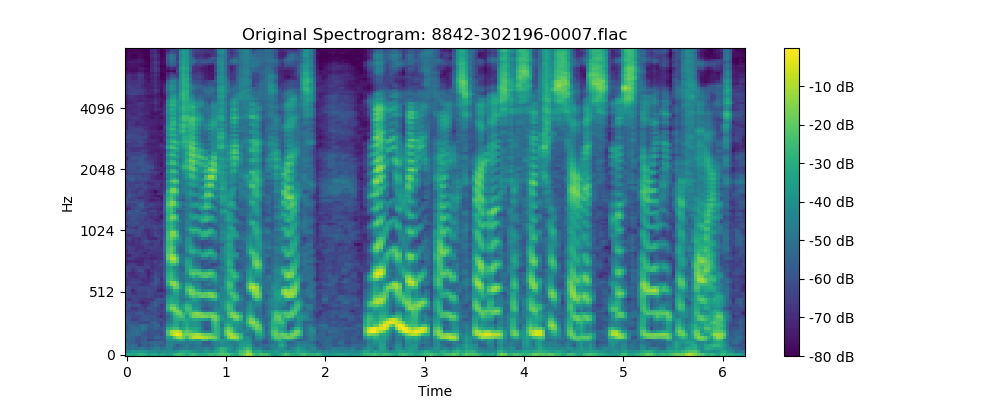 Original Spectrogram: 8842-302196-0007.flac
Hz
4096
2048
1024
512
0
0 1 2 3 4 5 6
Time
-10 dB
-20 dB
-30 dB
-40 dB
-50 dB
-60 dB
-70 dB
-80 dB